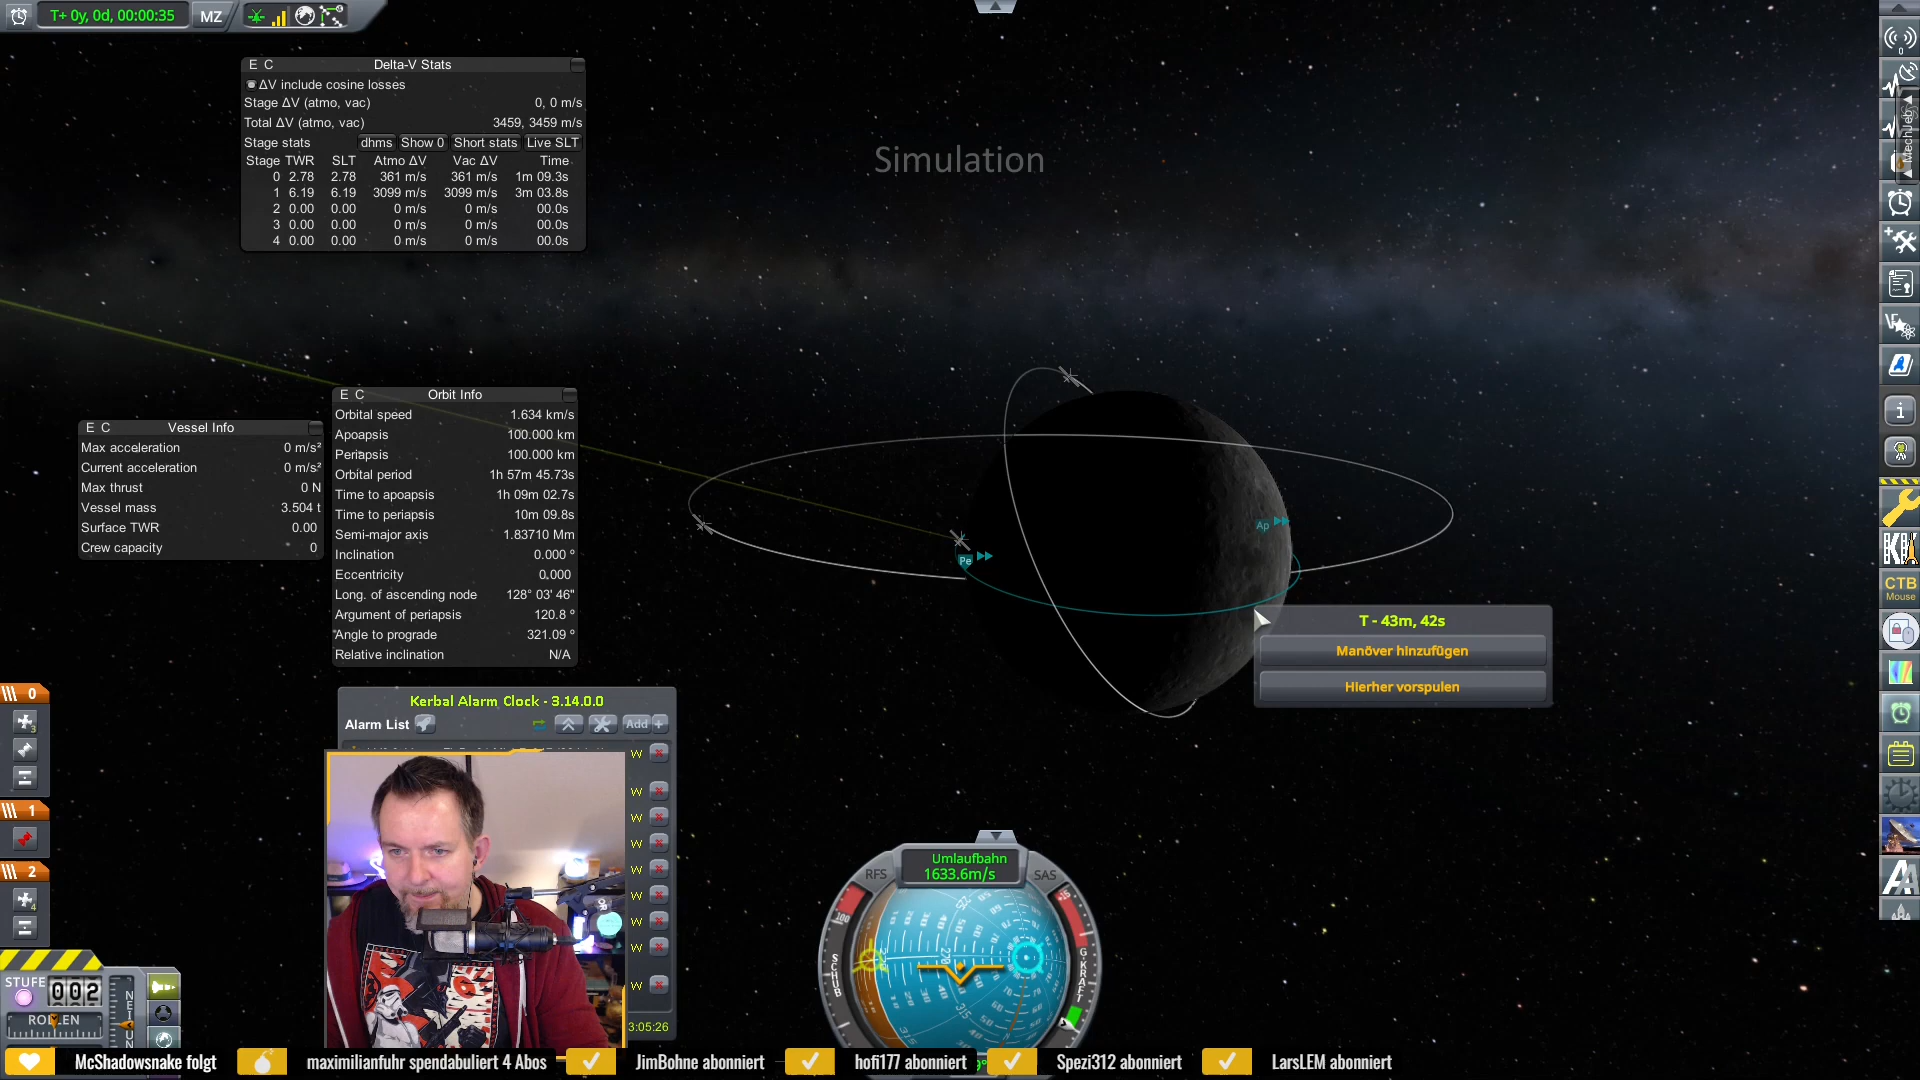 T+ 0y, 0d, 00:00:35
MZ
E C Delta-V Stats
ΔV include cosine losses
Stage ΔV (atmo, vac) 0, 0 m/s
Total ΔV (atmo, vac) 3459, 3459 m/s
Stage stats dhms Show 0 Short stats Live SLT
Stage TWR SLT Atmo ΔV Vac ΔV Time
0 2.78 2.78 361 m/s 361 m/s 1m 09.3s
1 6.19 6.19 3099 m/s 3099 m/s 3m 03.8s
2 0.00 0.00 0 m/s 0 m/s 00.0s
3 0.00 0.00 0 m/s 0 m/s 00.0s
4 0.00 0.00 0 m/s 0 m/s 00.0s
Simulation
MechJeb
E C Vessel Info
Max acceleration 0 m/s²
Current acceleration 0 m/s²
Max thrust 0 N
Vessel mass 3.504 t
Surface TWR 0.00
Crew capacity 0
E C Orbit Info
Orbital speed 1.634 km/s
Apoapsis 100.000 km
Periapsis 100.000 km
Orbital period 1h 57m 45.73s
Time to apoapsis 1h 09m 02.7s
Time to periapsis 10m 09.8s
Semi-major axis 1.83710 Mm
Inclination 0.000 º
Eccentricity 0.000
Long. of ascending node 128° 03' 46"
Argument of periapsis 120.8 º
Angle to prograde 321.09 º
Relative inclination N/A
Pe
Ap
T - 43m, 42s
Manöver hinzufügen
Hierher vorspulen
CTB
Mouse
Kerbal Alarm Clock - 3.14.0.0
Alarm List Add +
W
W
W
W
W
W
W
W
W
3:05:26
0
1
2
STUFE 002
ROLLEN
Umlaufbahn
1633.6m/s
RFS
SAS
SCHUB
G-KRAFT
McShadowsnake folgt
maximilianfuhr spendabuliert 4 Abos
JimBohne abonniert
hofi177 abonniert
Spezi312 abonniert
LarsLEM abonniert